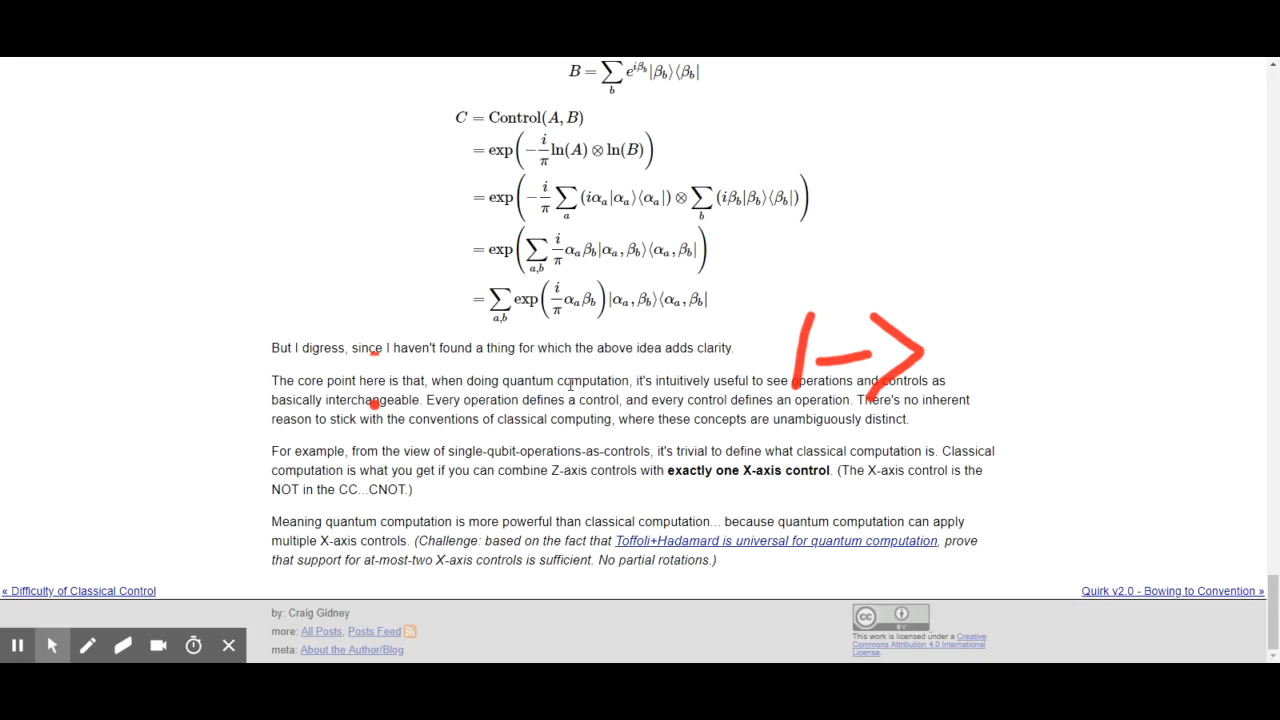 B = ∑_b e^{iβ_b}|β_b⟩⟨β_b|
C = Control(A, B)
= exp(−i/π ln(A) ⊗ ln(B))
= exp(−i/π ∑_a (iα_a|α_a⟩⟨α_a|) ⊗ ∑_b (iβ_b|β_b⟩⟨β_b|))
= exp(∑_{a,b} i/π α_a β_b|α_a, β_b⟩⟨α_a, β_b|)
= ∑_{a,b} exp(i/π α_a β_b)|α_a, β_b⟩⟨α_a, β_b|
But I digress, since I haven't found a thing for which the above idea adds clarity.
The core point here is that, when doing quantum computation, it's intuitively useful to see operations and controls as
basically interchangeable. Every operation defines a control, and every control defines an operation. There's no inherent
reason to stick with the conventions of classical computing, where these concepts are unambiguously distinct.
For example, from the view of single-qubit-operations-as-controls, it's trivial to define what classical computation is. Classical
computation is what you get if you can combine Z-axis controls with exactly one X-axis control. (The X-axis control is the
NOT in the CC...CNOT.)
Meaning quantum computation is more powerful than classical computation... because quantum computation can apply
multiple X-axis controls. (Challenge: based on the fact that Toffoli+Hadamard is universal for quantum computation, prove
that support for at-most-two X-axis controls is sufficient. No partial rotations.)
« Difficulty of Classical Control
Quirk v2.0 - Bowing to Convention »
by: Craig Gidney
more: All Posts, Posts Feed
meta: About the Author/Blog
cc
BY
This work is licensed under a Creative
Commons Attribution 4.0 International
License.
|->